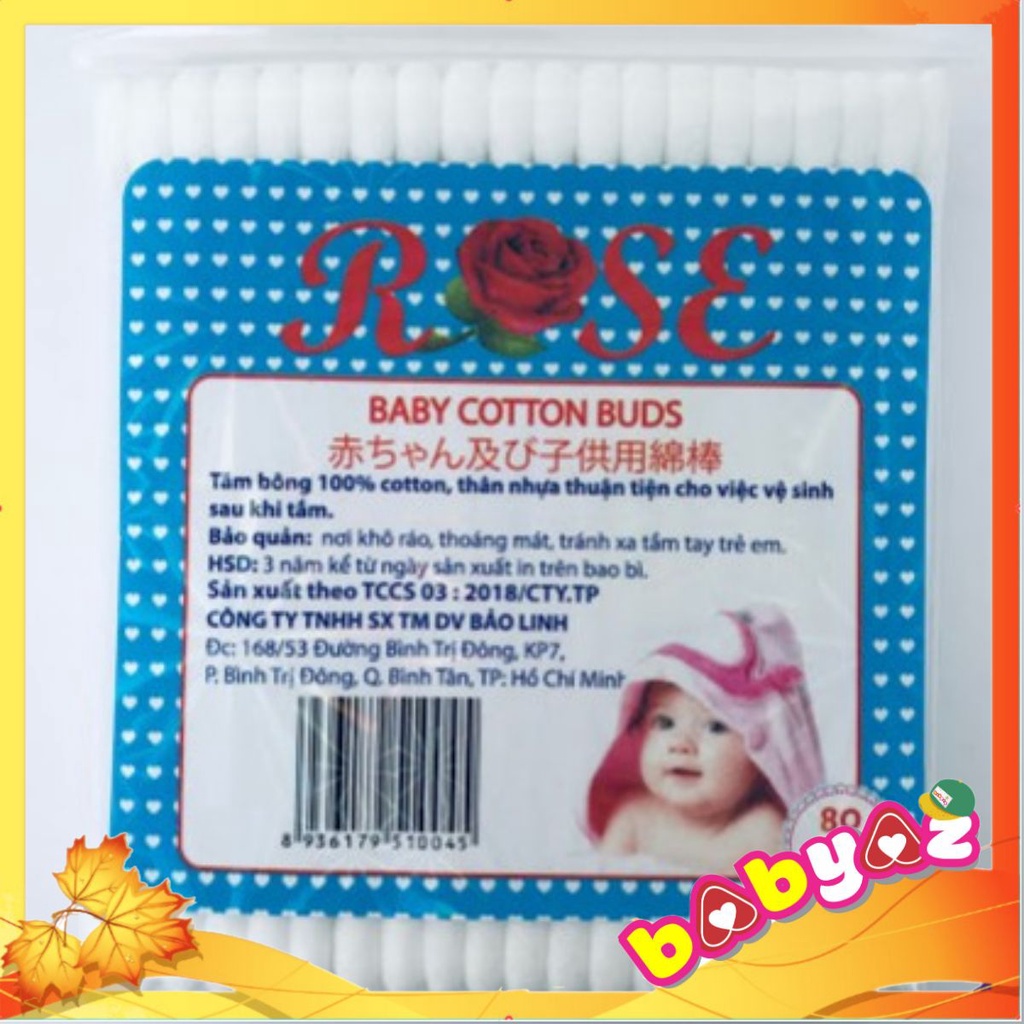 ROSE
BABY COTTON BUDS
赤ちゃん及び子供用綿棒
Tăm bông 100% cotton, thân nhựa thuận tiện cho việc vệ sinh
sau khi tắm.
Bảo quản: nơi khô ráo, thoáng mát, tránh xa tầm tay trẻ em.
HSD: 3 năm kể từ ngày sản xuất in trên bao bì.
Sản xuất theo TCCS 03 : 2018/CTY.TP
CÔNG TY TNHH SX TM DV BẢO LINH
Đc: 168/53 Đường Bình Trị Đông, KP7,
P. Bình Trị Đông, Q. Bình Tân, TP: Hồ Chí Minh
8 936179 510045
80
babyaz